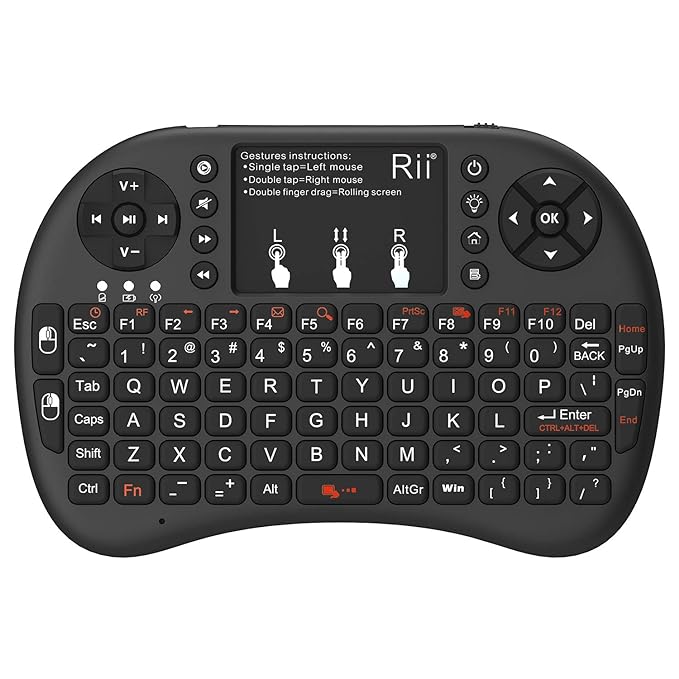 Gestures instructions:
•Single tap=Left mouse
•Double tap=Right mouse
•Double finger drag=Rolling screen
Rii®
L R
V+
V−
OK
RF PrtSc F11 F12
Esc F1 F2 F3 F4 F5 F6 F7 F8 F9 F10 Del Home
` ~ 1 ! 2 @ 3 # 4 $ 5 % 6 ^ 7 & 8 * 9 ( 0 ) BACK PgUp
Tab Q W E R T Y U I O P \ ¦ PgDn
Caps A S D F G H J K L Enter End
CTRL+ALT+DEL
Shift Z X C V B N M , < . > ; : ' "
Ctrl Fn - _ = + Alt AltGr Win [ { ] } / ?